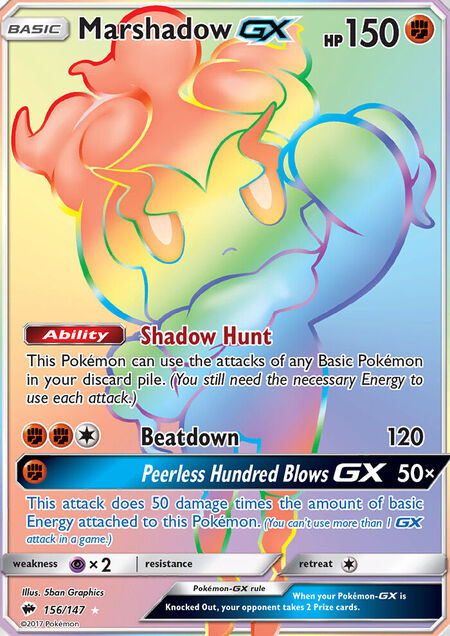 BASIC Marshadow GX HP 150
Ability Shadow Hunt
This Pokémon can use the attacks of any Basic Pokémon
in your discard pile. (You still need the necessary Energy to
use each attack.)
Beatdown 120
Peerless Hundred Blows GX 50×
This attack does 50 damage times the amount of basic
Energy attached to this Pokémon. (You can't use more than 1 GX
attack in a game.)
weakness ×2 resistance retreat
Illus. 5ban Graphics
Pokémon-GX rule
When your Pokémon-GX is
Knocked Out, your opponent takes 2 Prize cards.
156/147
©2017 Pokémon